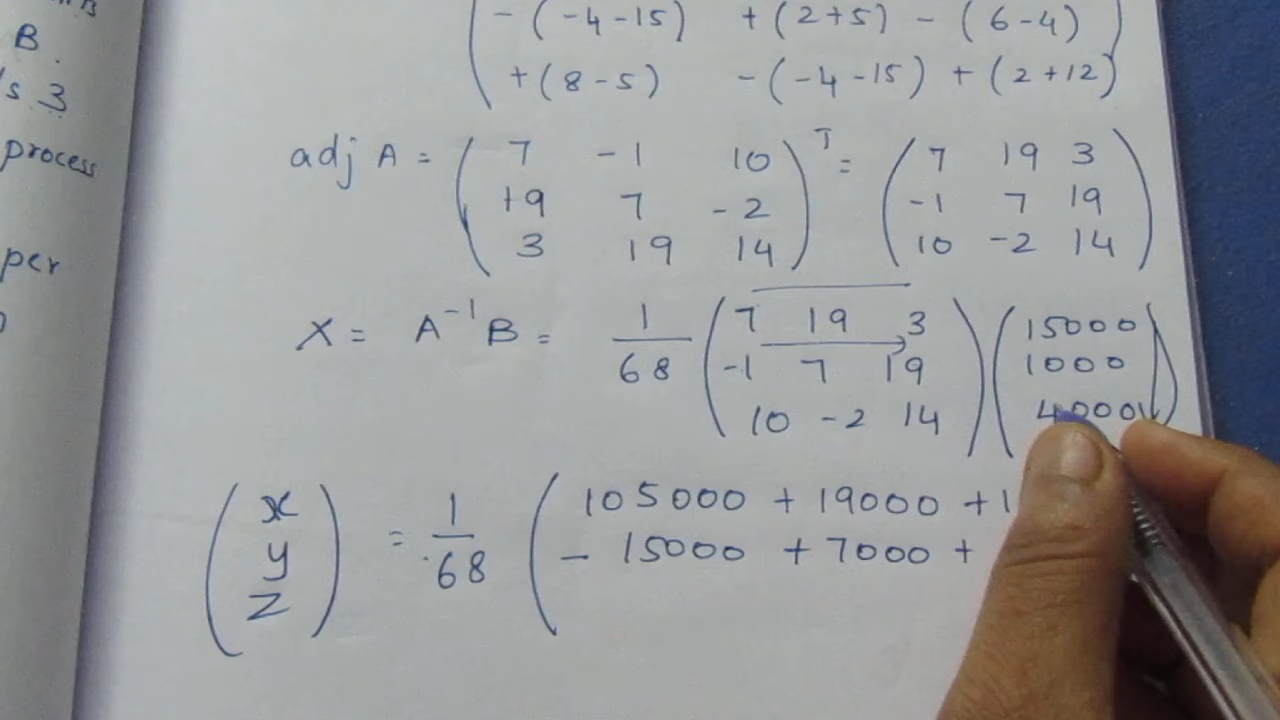 B
's 3
process
per
- (-4-15) + (2+5) - (6-4)
+(8-5) -(-4-15) + (2+12)
adj A = ( 7 -1 10 )T = ( 7 19 3 )
( +9 7 -2 ) ( -1 7 19 )
( 3 19 14 ) ( 10 -2 14 )
X = A⁻¹B = 1/68 ( 7 19 3 ) ( 15000 )
( -1 7 19 ) ( 1000 )
( 10 -2 14 ) ( 4000 )
( x ) = 1/68 ( 105000 + 19000 + 1
( y ) ( - 15000 + 7000 +
( z )